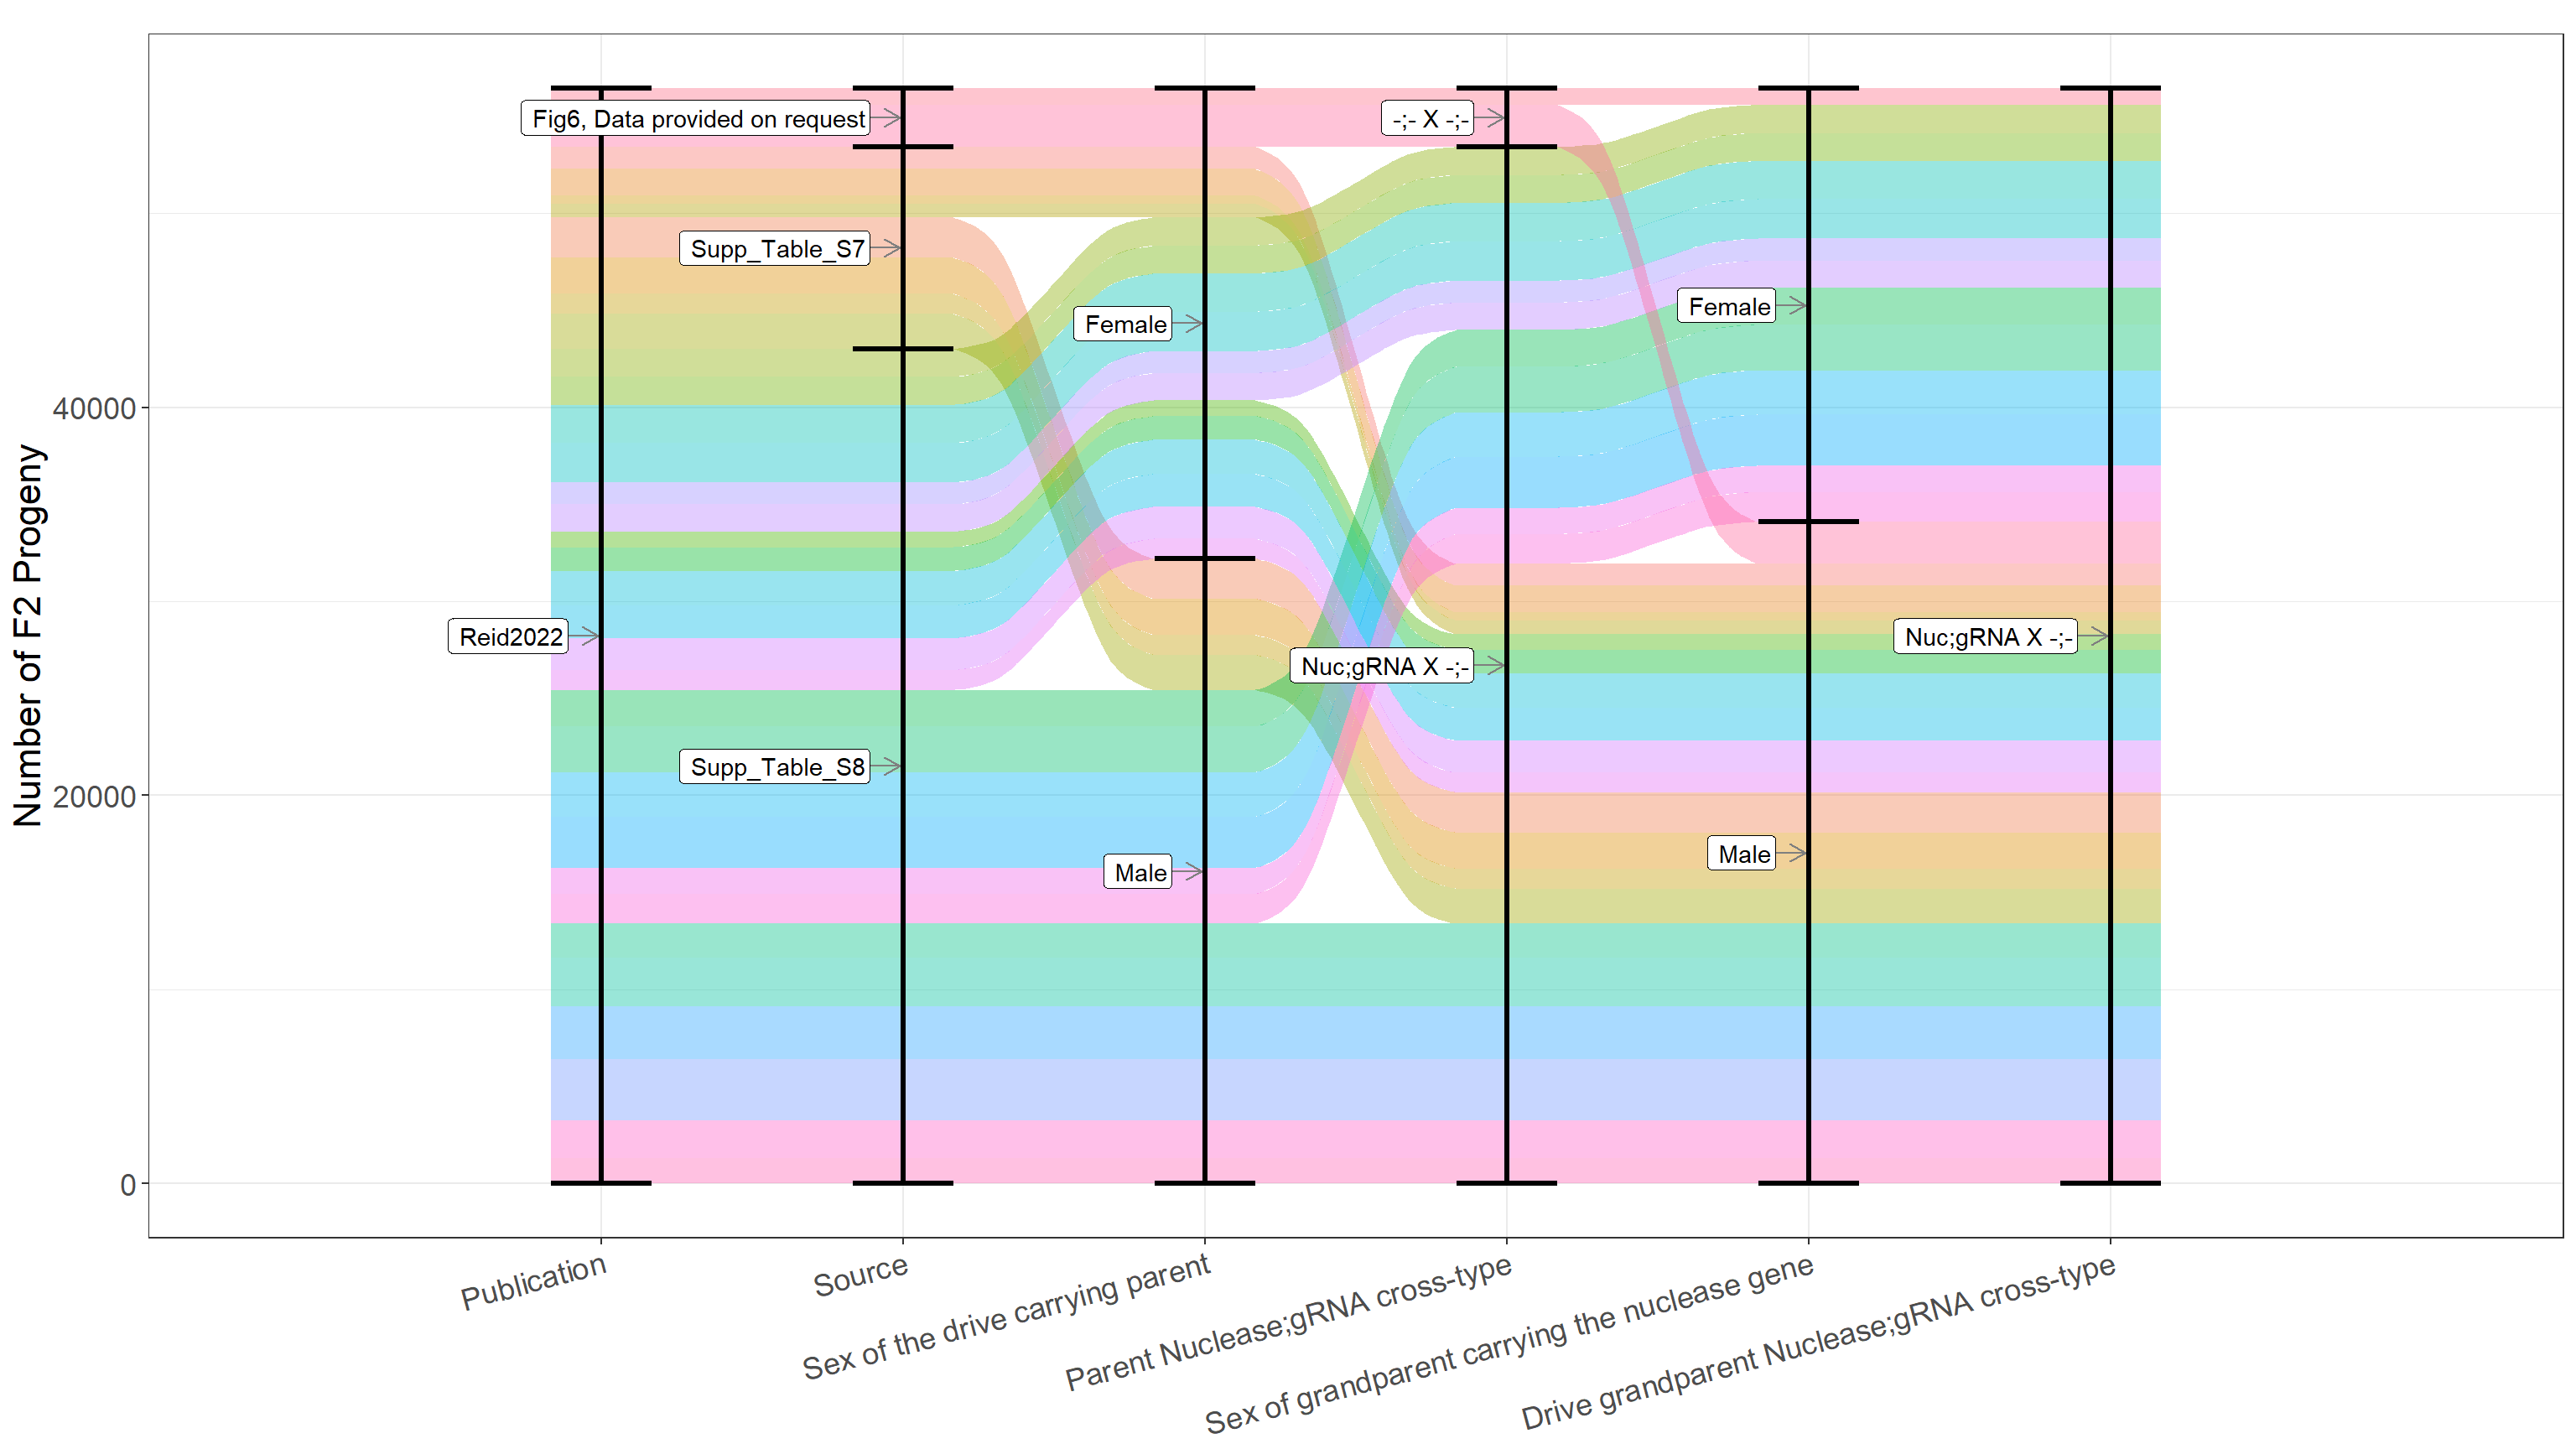 Number of F2 Progeny
40000
20000
0
Fig6, Data provided on request
-;- X -;-
Supp_Table_S7
Female
Female
Reid2022
Nuc;gRNA X -;-
Nuc;gRNA X -;-
Supp_Table_S8
Male
Male
Publication
Source
Sex of the drive carrying parent
Parent Nuclease;gRNA cross-type
Sex of grandparent carrying the nuclease gene
Drive grandparent Nuclease;gRNA cross-type